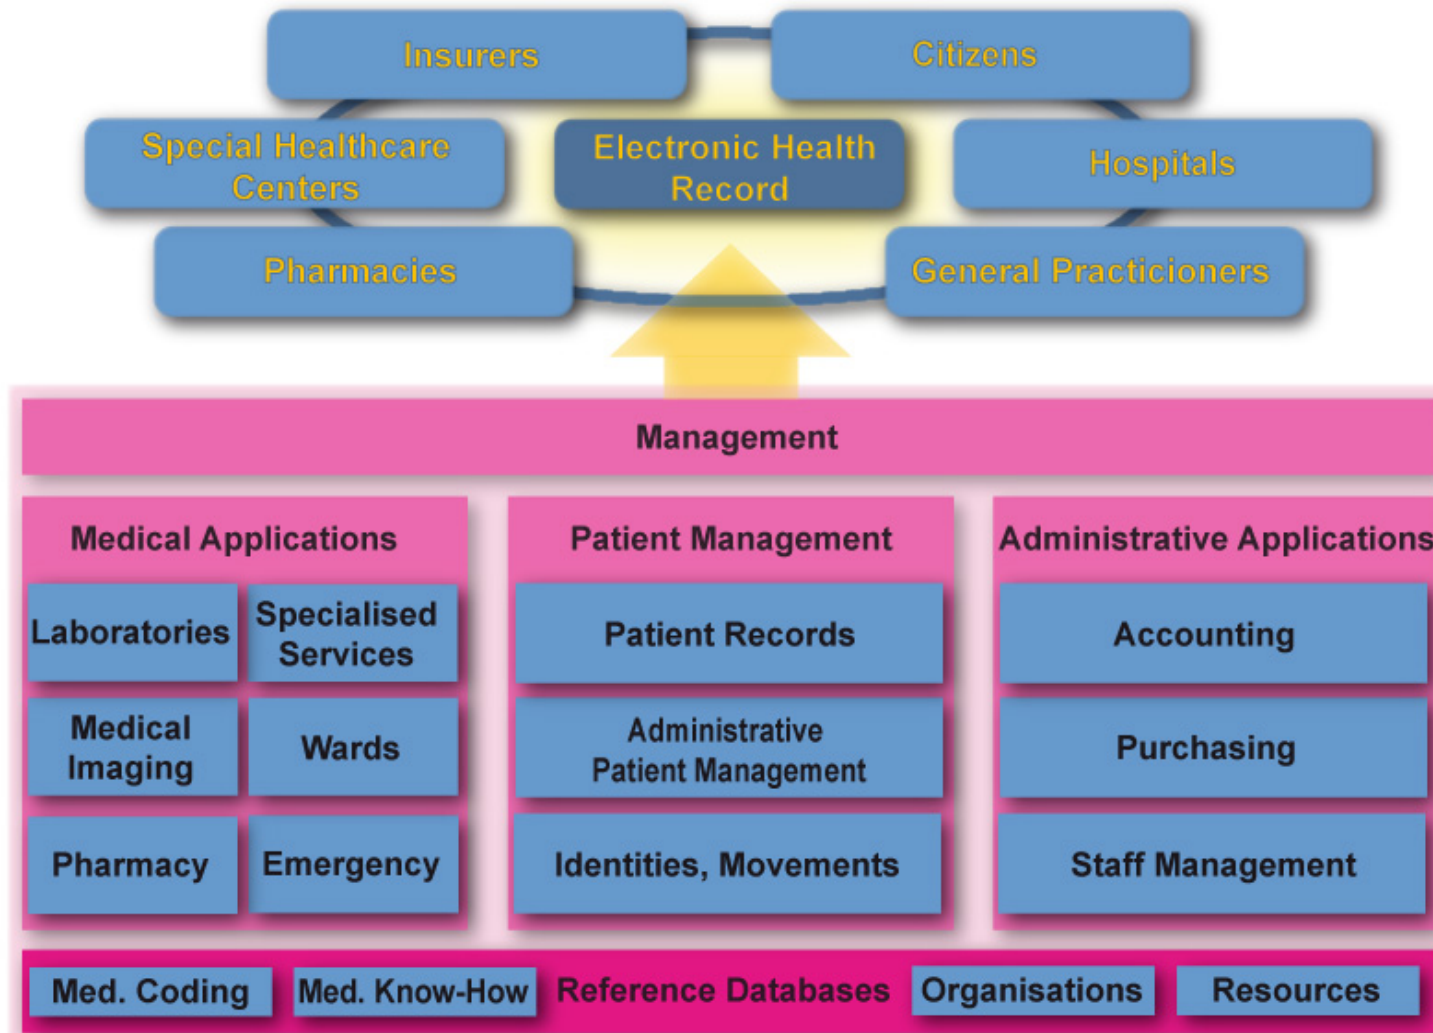 Insurers
Citizens
Special Healthcare
Centers
Electronic Health
Record
Hospitals
Pharmacies
General Practicioners
Management
Medical Applications
Patient Management
Administrative Applications
Laboratories
Specialised
Services
Patient Records
Accounting
Medical
Imaging
Wards
Administrative
Patient Management
Purchasing
Pharmacy
Emergency
Identities, Movements
Staff Management
Med. Coding
Med. Know-How
Reference Databases
Organisations
Resources